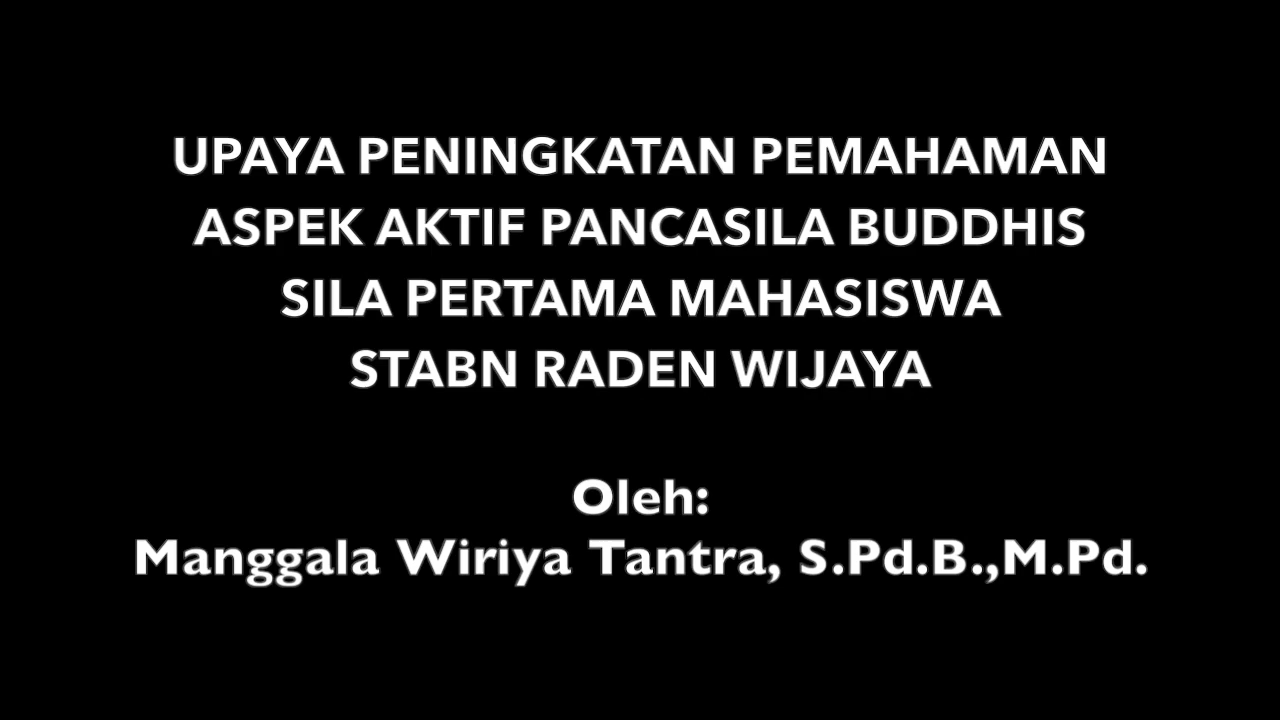 UPAYA PENINGKATAN PEMAHAMAN
ASPEK AKTIF PANCASILA BUDDHIS
SILA PERTAMA MAHASISWA
STABN RADEN WIJAYA
Oleh:
Manggala Wiriya Tantra, S.Pd.B.,M.Pd.